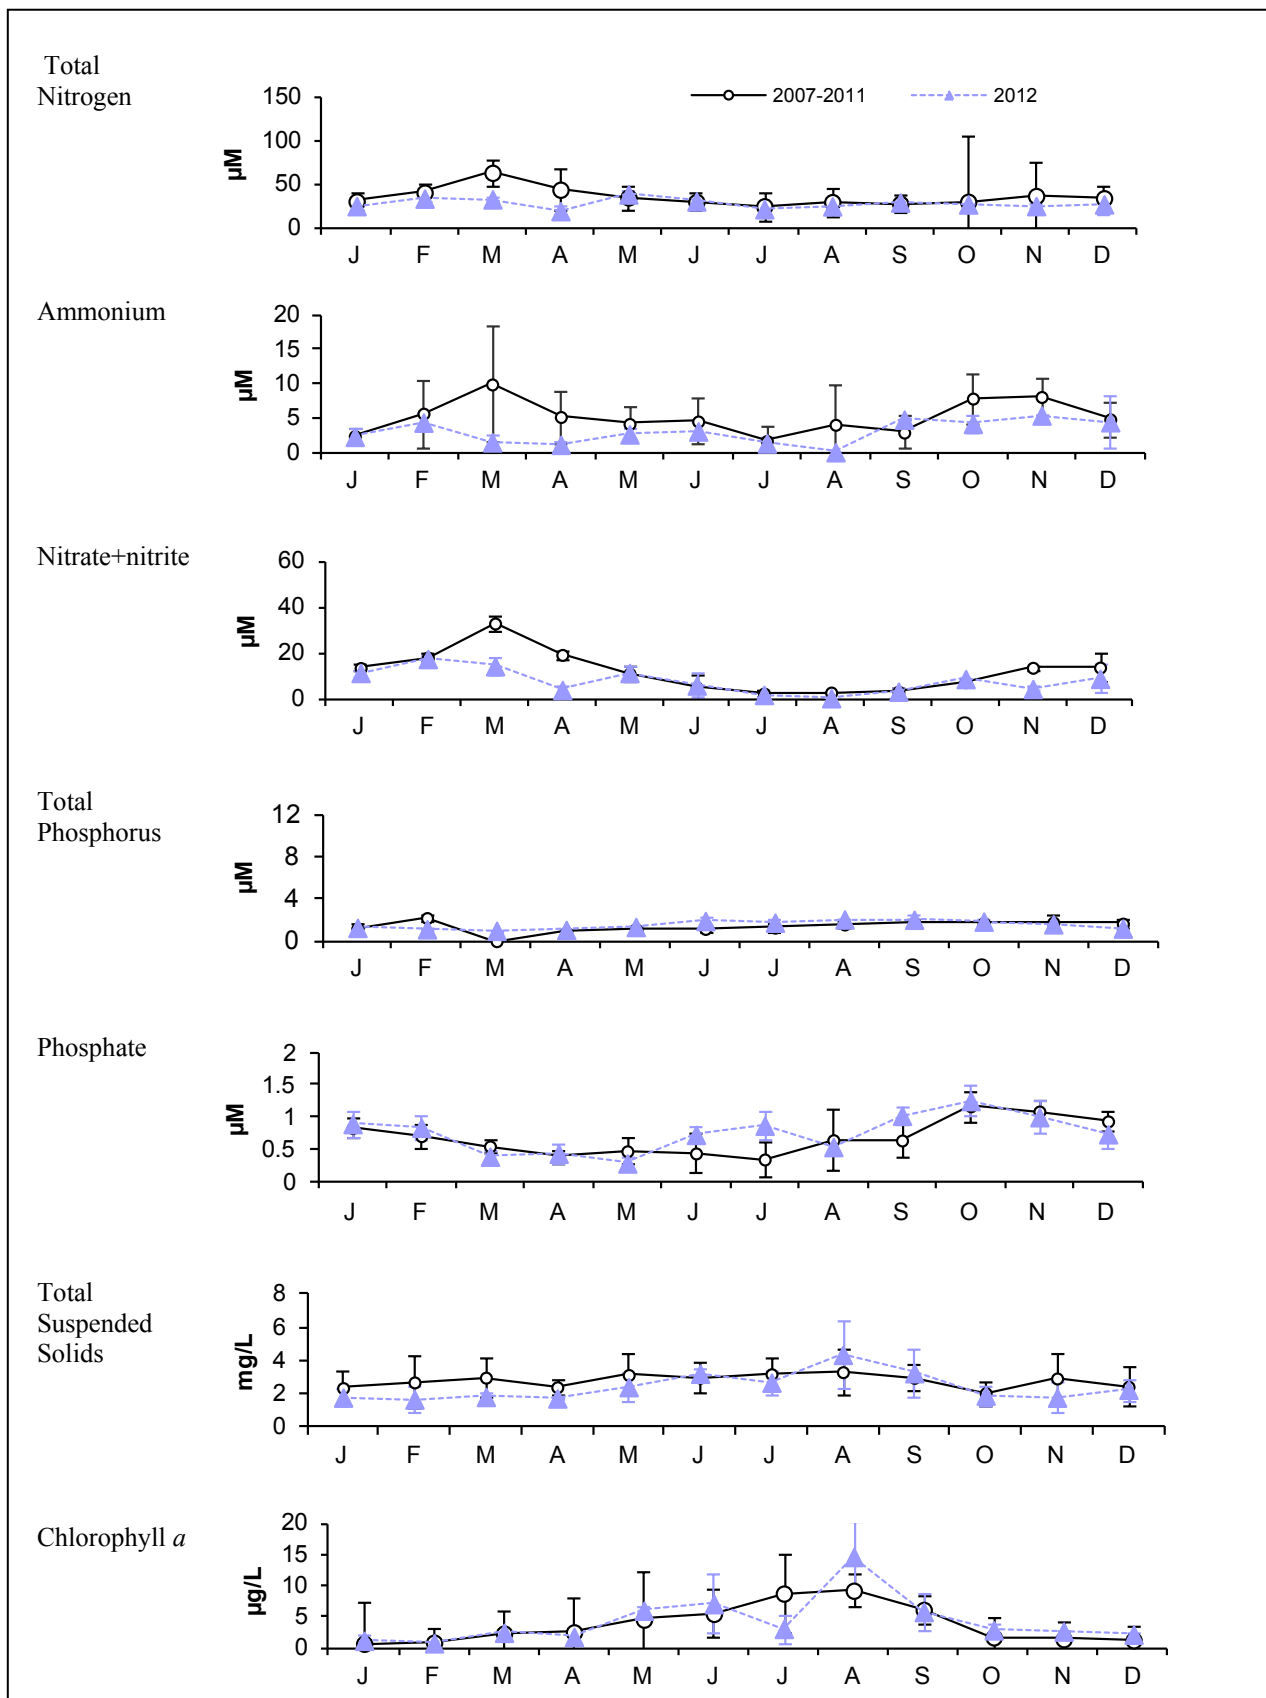 Total
Nitrogen
2007-2011 2012
µM
150
100
50
0
J F M A M J J A S O N D
Ammonium
µM
20
15
10
5
0
J F M A M J J A S O N D
Nitrate+nitrite
µM
60
40
20
0
J F M A M J J A S O N D
Total
Phosphorus
µM
12
8
4
0
J F M A M J J A S O N D
Phosphate
µM
2
1.5
1
0.5
0
J F M A M J J A S O N D
Total
Suspended
Solids
mg/L
8
6
4
2
0
J F M A M J J A S O N D
Chlorophyll a
µg/L
20
15
10
5
0
J F M A M J J A S O N D